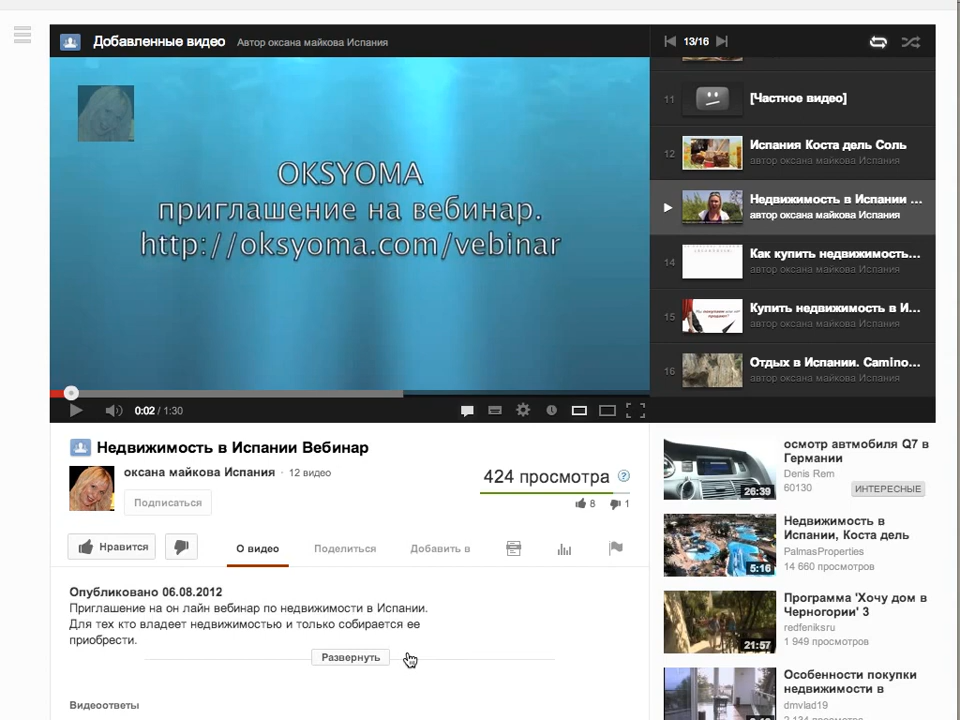 Добавленные видео Автор оксана майкова Испания
13/16
OKSYOMA
приглашение на вебинар.
http://oksyoma.com/vebinar
0:02 / 1:30
11 [Частное видео]
12 Испания Коста дель Соль
автор оксана майкова Испания
Недвижимость в Испании ...
автор оксана майкова Испания
14 Как купить недвижимость...
автор оксана майкова Испания
15 Купить недвижимость в И...
автор оксана майкова Испания
16 Отдых в Испании. Camino...
автор оксана майкова Испания
Недвижимость в Испании Вебинар
оксана майкова Испания · 12 видео
Подписаться
424 просмотра ?
8 1
Нравится
О видео Поделиться Добавить в
Опубликовано 06.08.2012
Приглашение на он лайн вебинар по недвижимости в Испании.
Для тех кто владеет недвижимостью и только собирается ее
приобрести.
Развернуть
Видеоответы
осмотр автомобиля Q7 в
Германии
Denis Rem
60130 ИНТЕРЕСНЫЕ
26:39
Недвижимость в
Испании, Коста дель
PalmasProperties
14 660 просмотров
5:16
Программа 'Хочу дом в
Черногории' 3
redfeniksru
1 949 просмотров
21:57
Особенности покупки
недвижимости в
dmvlad19